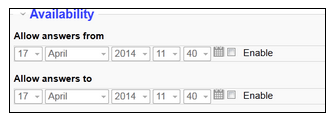 Availability
Allow answers from
17 April 2014 11 40 Enable
Allow answers to
17 April 2014 11 40 Enable